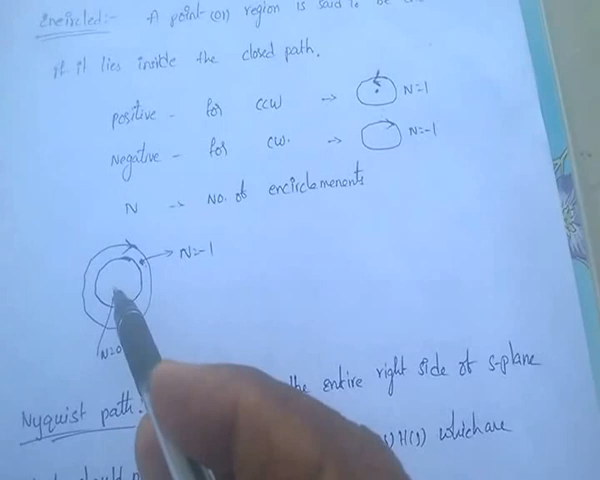 Encircled:- A point (or) region is said to be
if it lies inside the closed path.
positive - for CCW → N=1
Negative - for CW. → N=-1
N → No. of encirclemenents
N=-1
N=0
Nyquist path: the entire right side of s-plane
H(s) which are